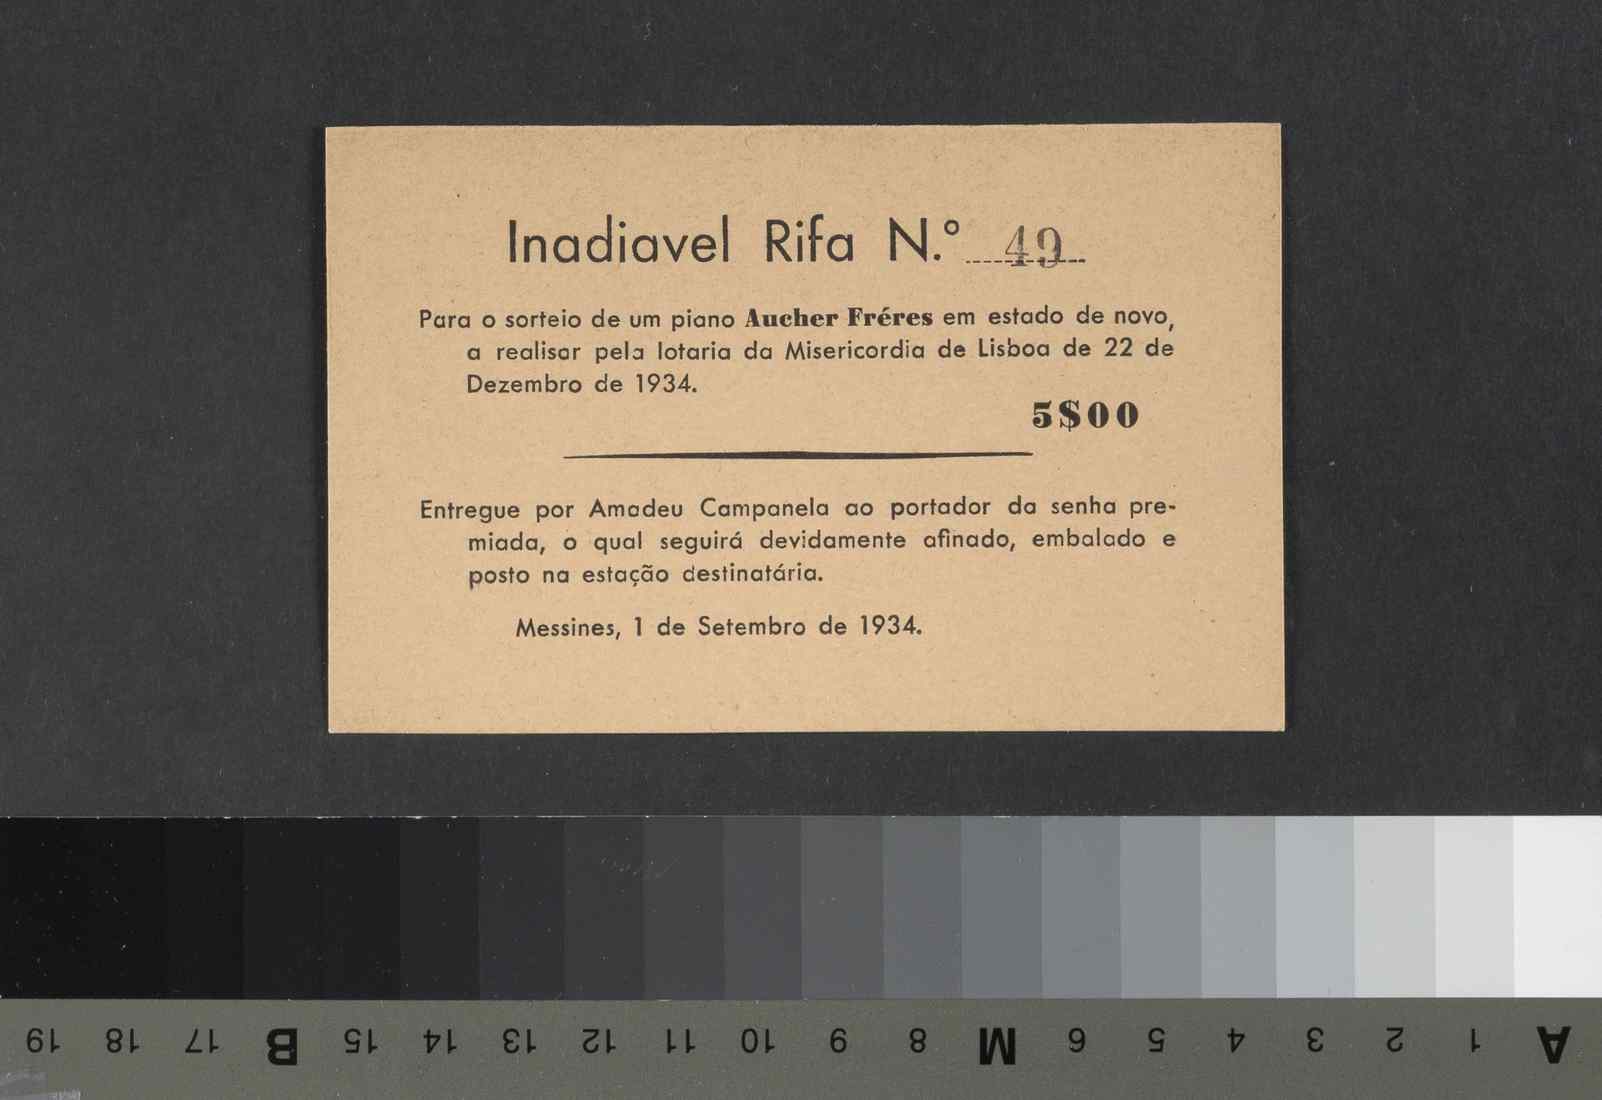 Inadiavel Rifa N.º 49
Para o sorteio de um piano Aucher Fréres em estado de novo,
a realisar pela lotaria da Misericordia de Lisboa de 22 de
Dezembro de 1934.
5$00
Entregue por Amadeu Campanela ao portador da senha pre-
miada, o qual seguirá devidamente afinado, embalado e
posto na estação destinatária.
Messines, 1 de Setembro de 1934.
19 18 17 B 15 14 13 12 11 10 9 8 M 6 5 4 3 2 1 A